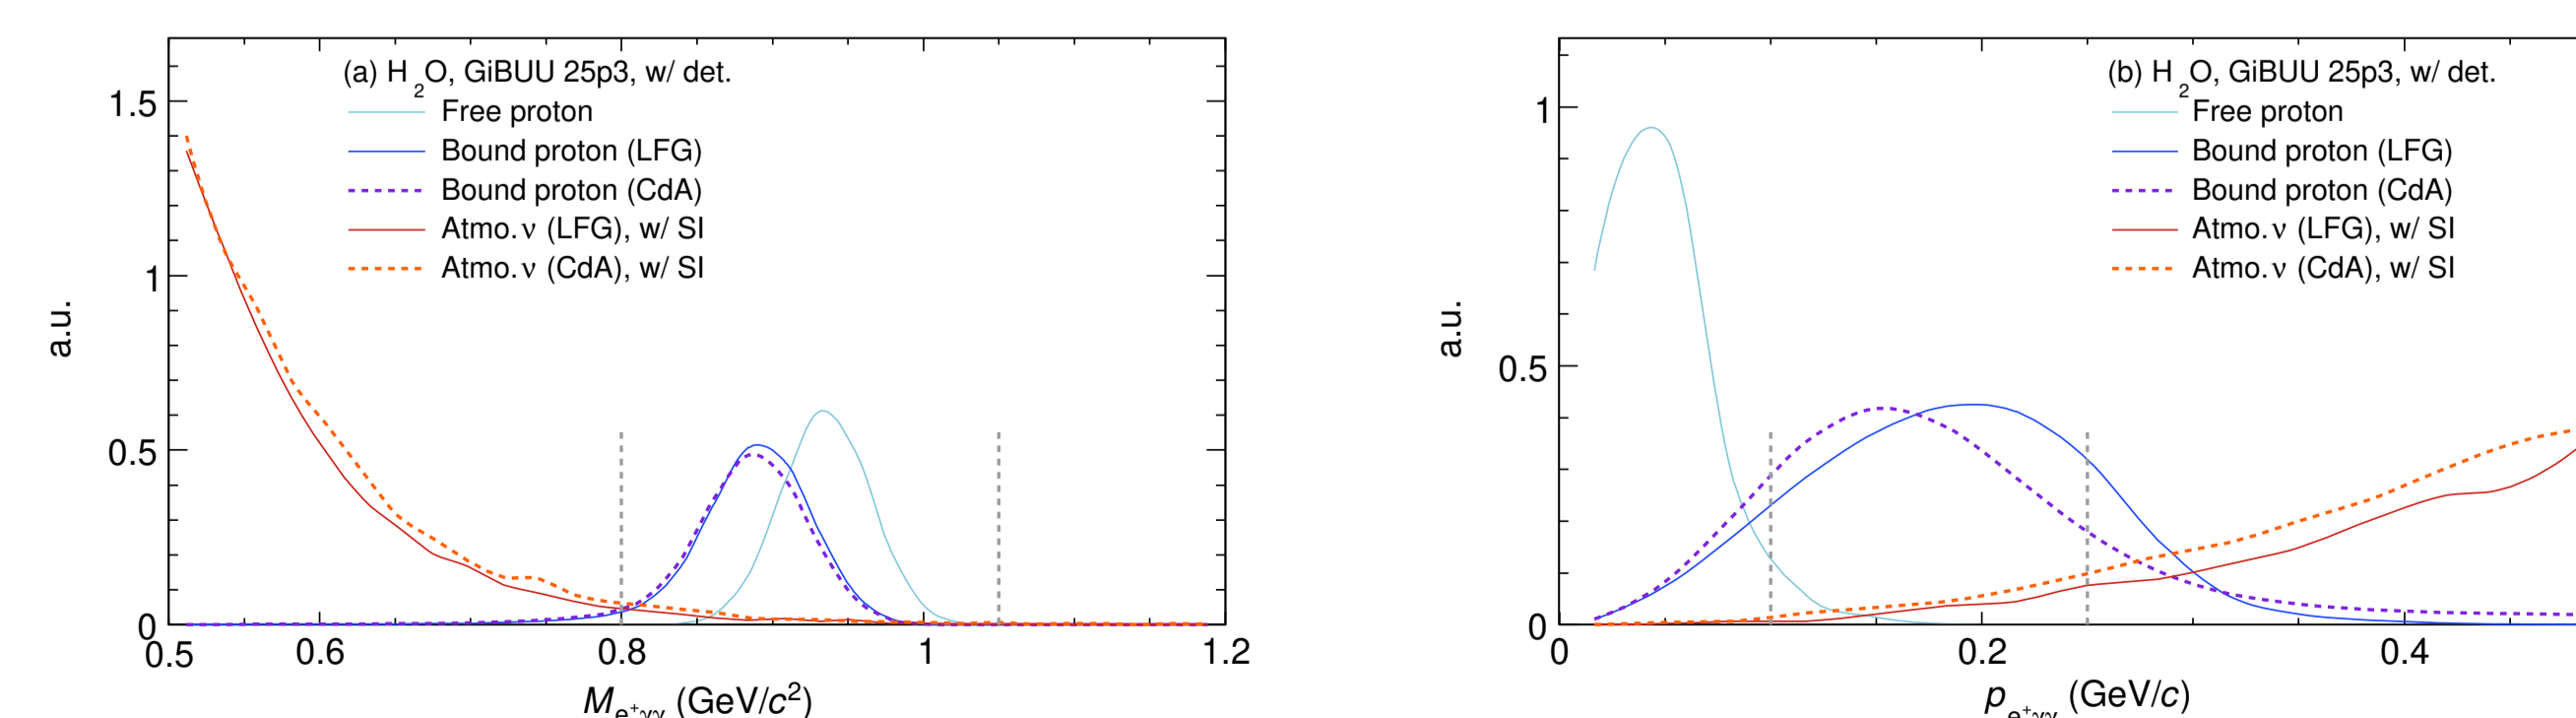 (a) H2O, GiBUU 25p3, w/ det.
Free proton
Bound proton (LFG)
Bound proton (CdA)
Atmo. ν (LFG), w/ SI
Atmo. ν (CdA), w/ SI
a.u.
1.5
1
0.5
0
0.5 0.6 0.8 1 1.2
M e+γγ (GeV/c2)
(b) H2O, GiBUU 25p3, w/ det.
Free proton
Bound proton (LFG)
Bound proton (CdA)
Atmo. ν (LFG), w/ SI
Atmo. ν (CdA), w/ SI
a.u.
1
0.5
0
0 0.2 0.4
p e+γγ (GeV/c)